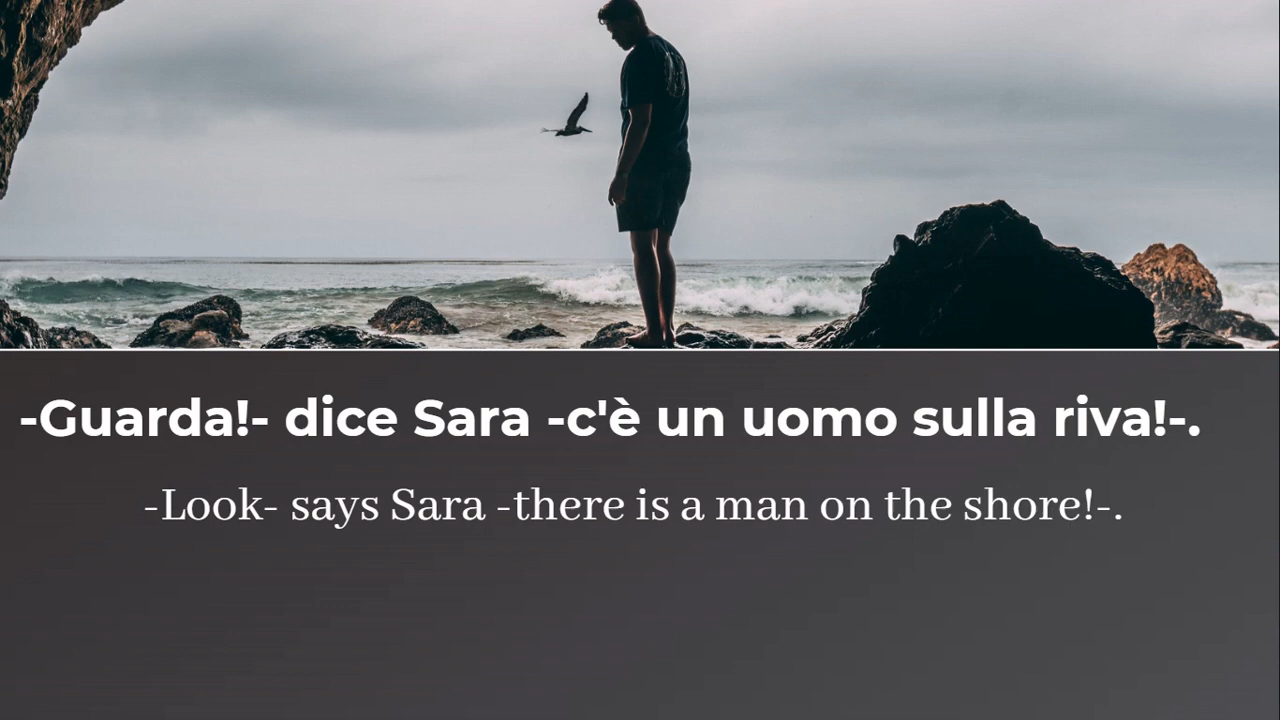 -Guarda!- dice Sara -c'è un uomo sulla riva!-.
-Look- says Sara -there is a man on the shore!-.